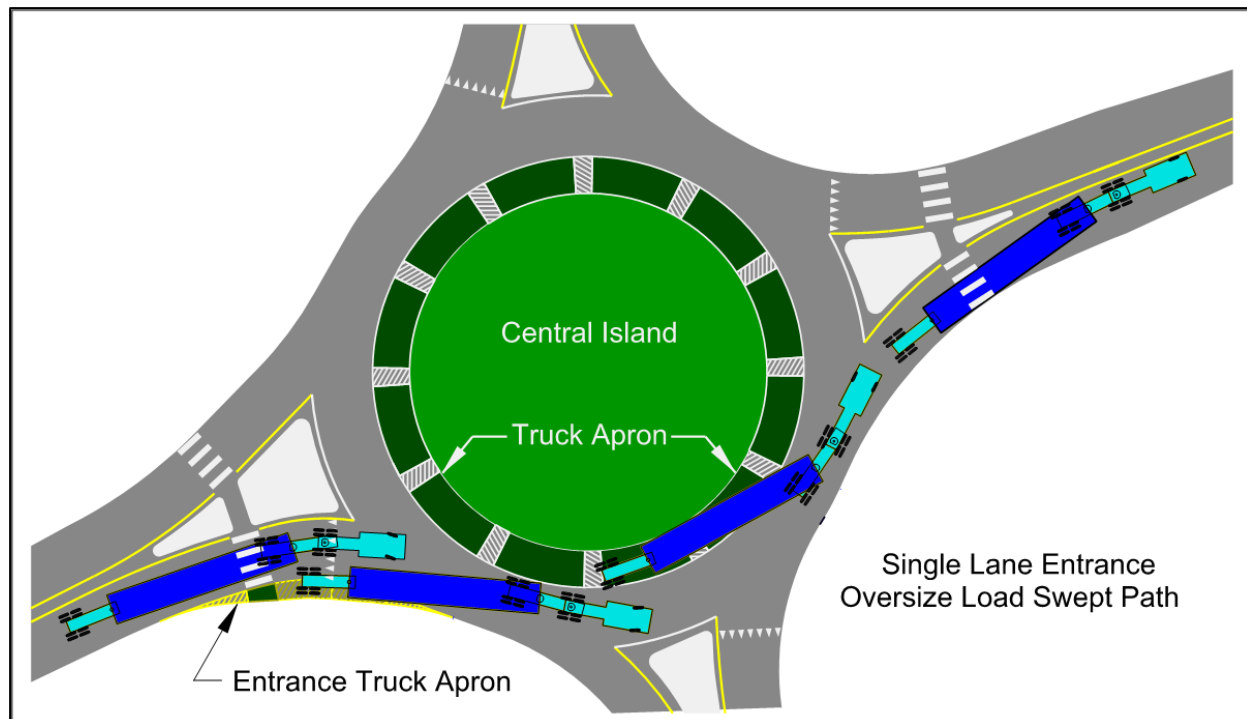 Central Island
Truck Apron
Single Lane Entrance
Oversize Load Swept Path
Entrance Truck Apron